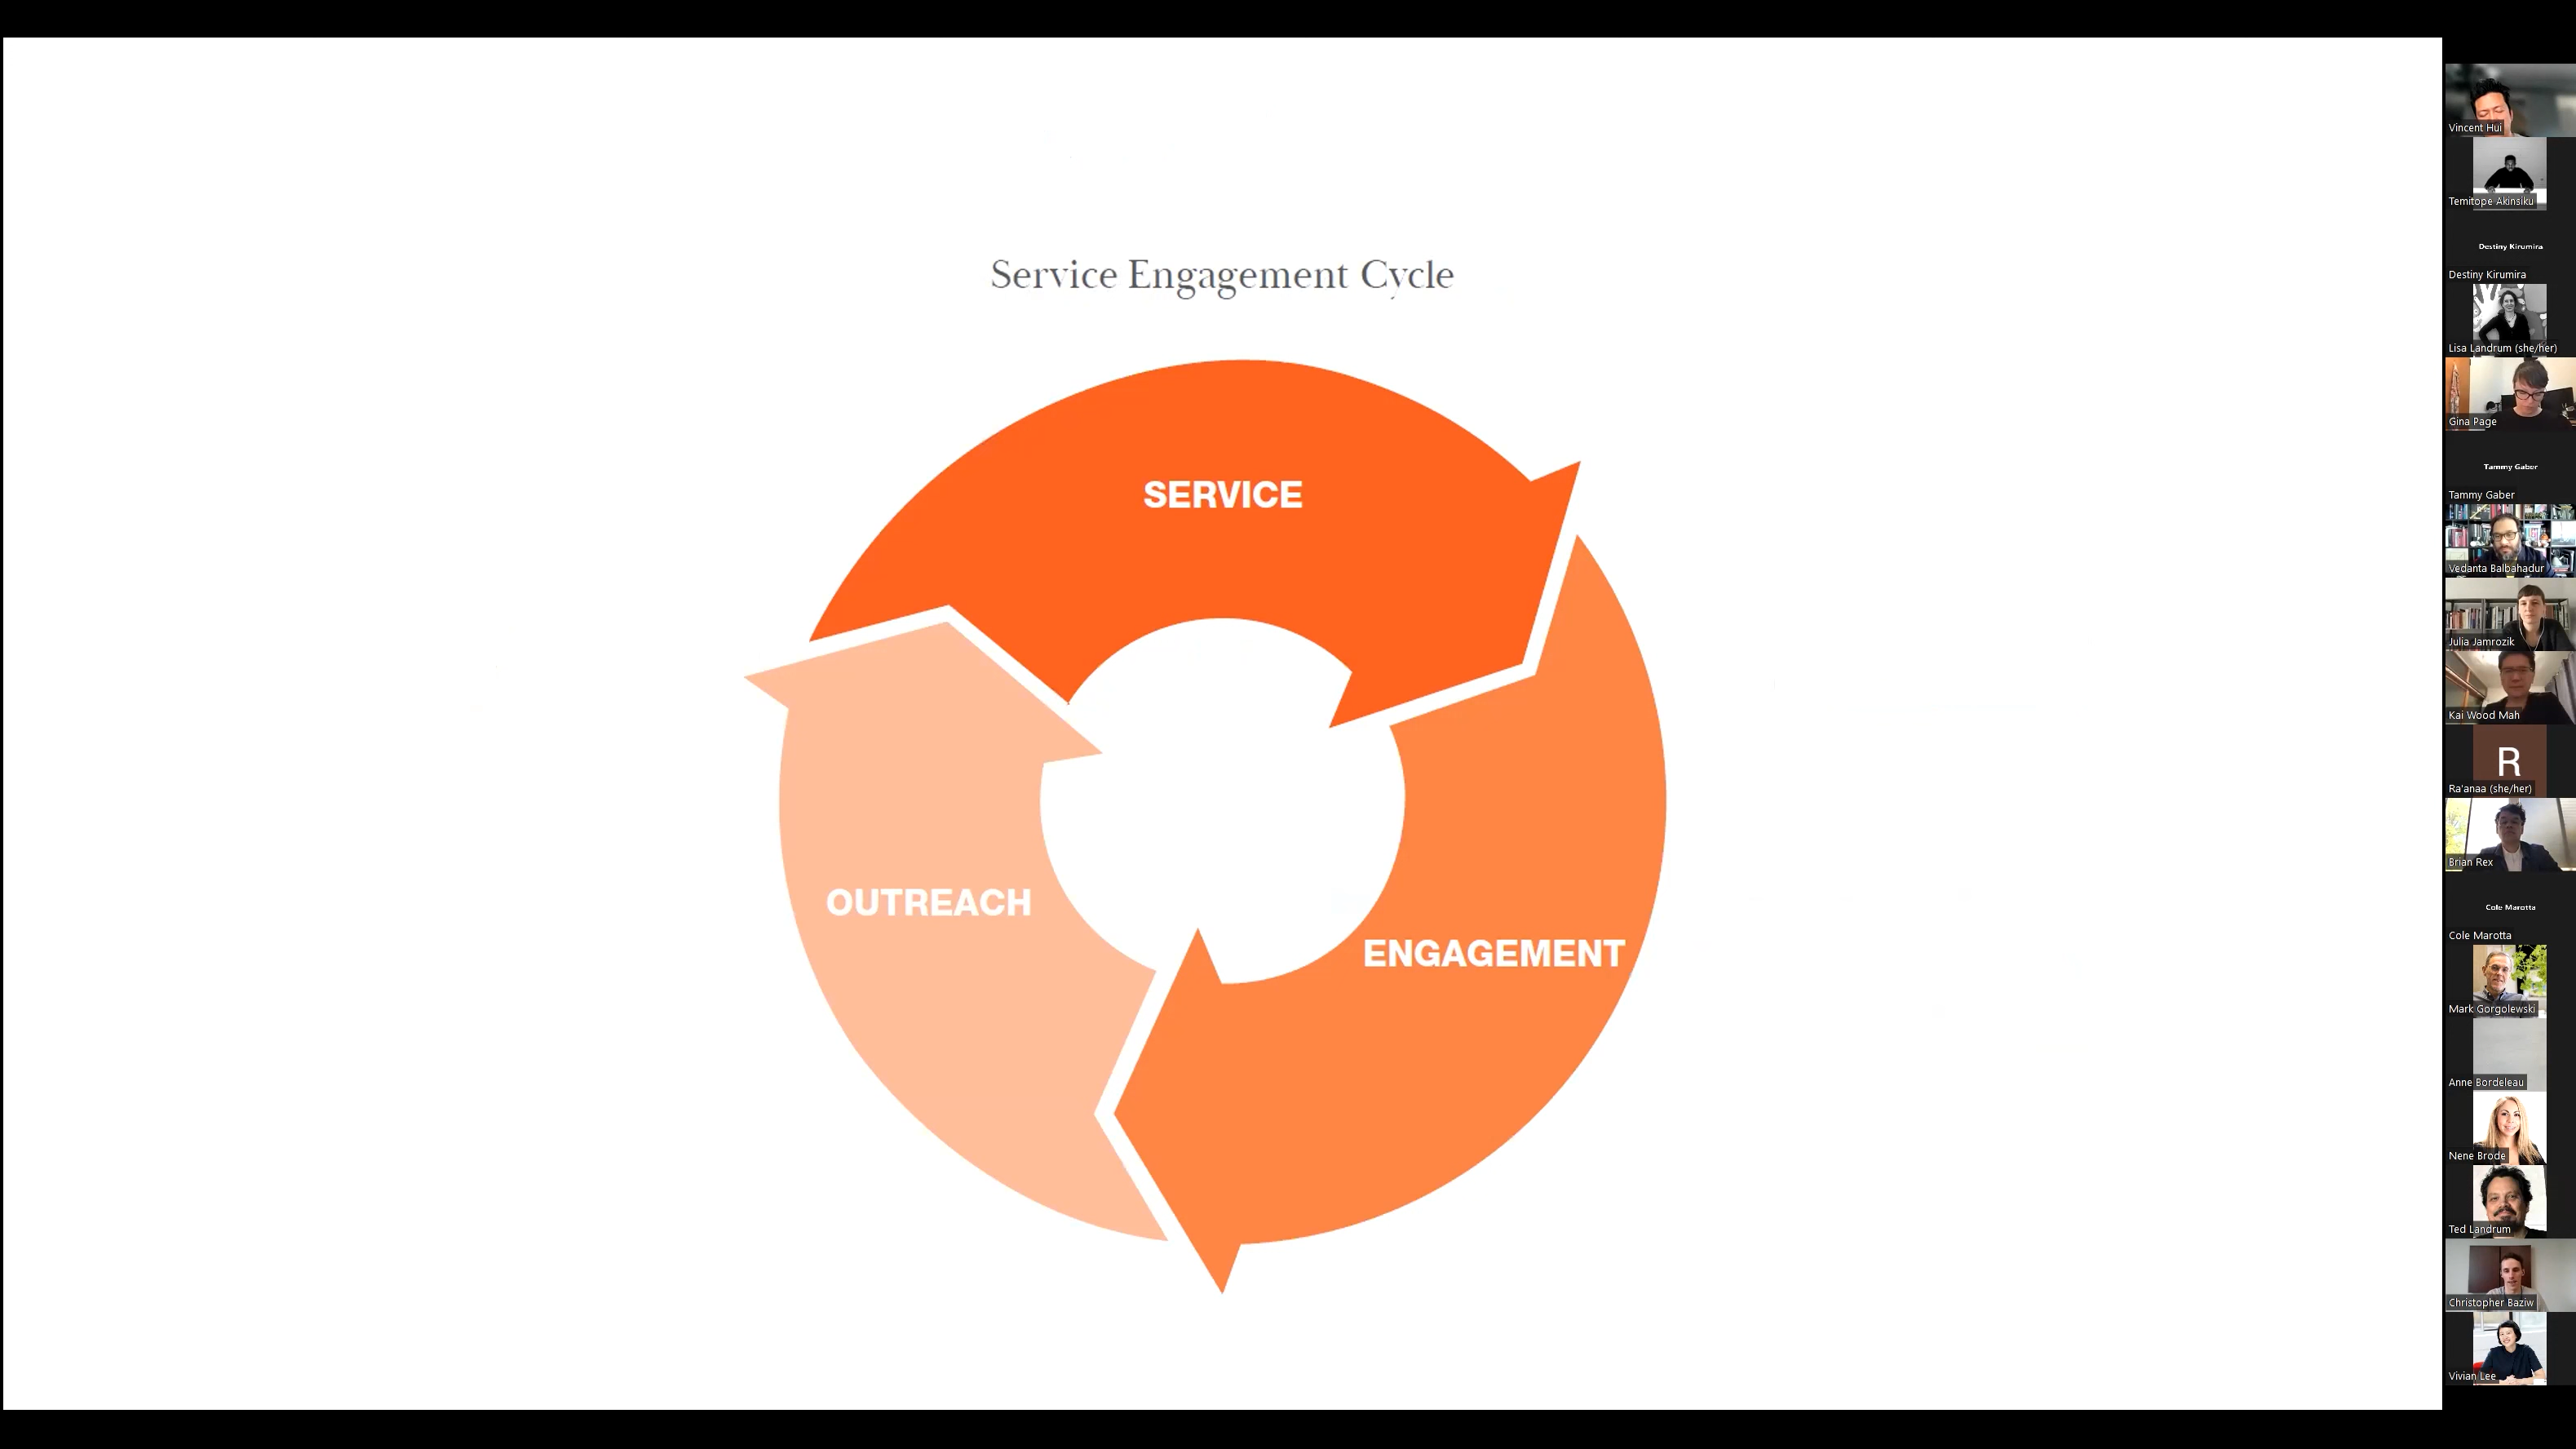 Service Engagement Cycle
SERVICE
OUTREACH
ENGAGEMENT
Vincent Hui
Temitope Akinsiku
Destiny Kirumira
Destiny Kirumira
Lisa Landrum (she/her)
Gina Page
Tammy Gaber
Tammy Gaber
Vedanta Balbahadur
Julia Jamrozik
Kai Wood Mah
R
Ra'anaa (she/her)
Brian Rex
Cole Marotta
Cole Marotta
Mark Gorgolewski
Anne Bordeleau
Nene Brode
Ted Landrum
Christopher Baziw
Vivian Lee